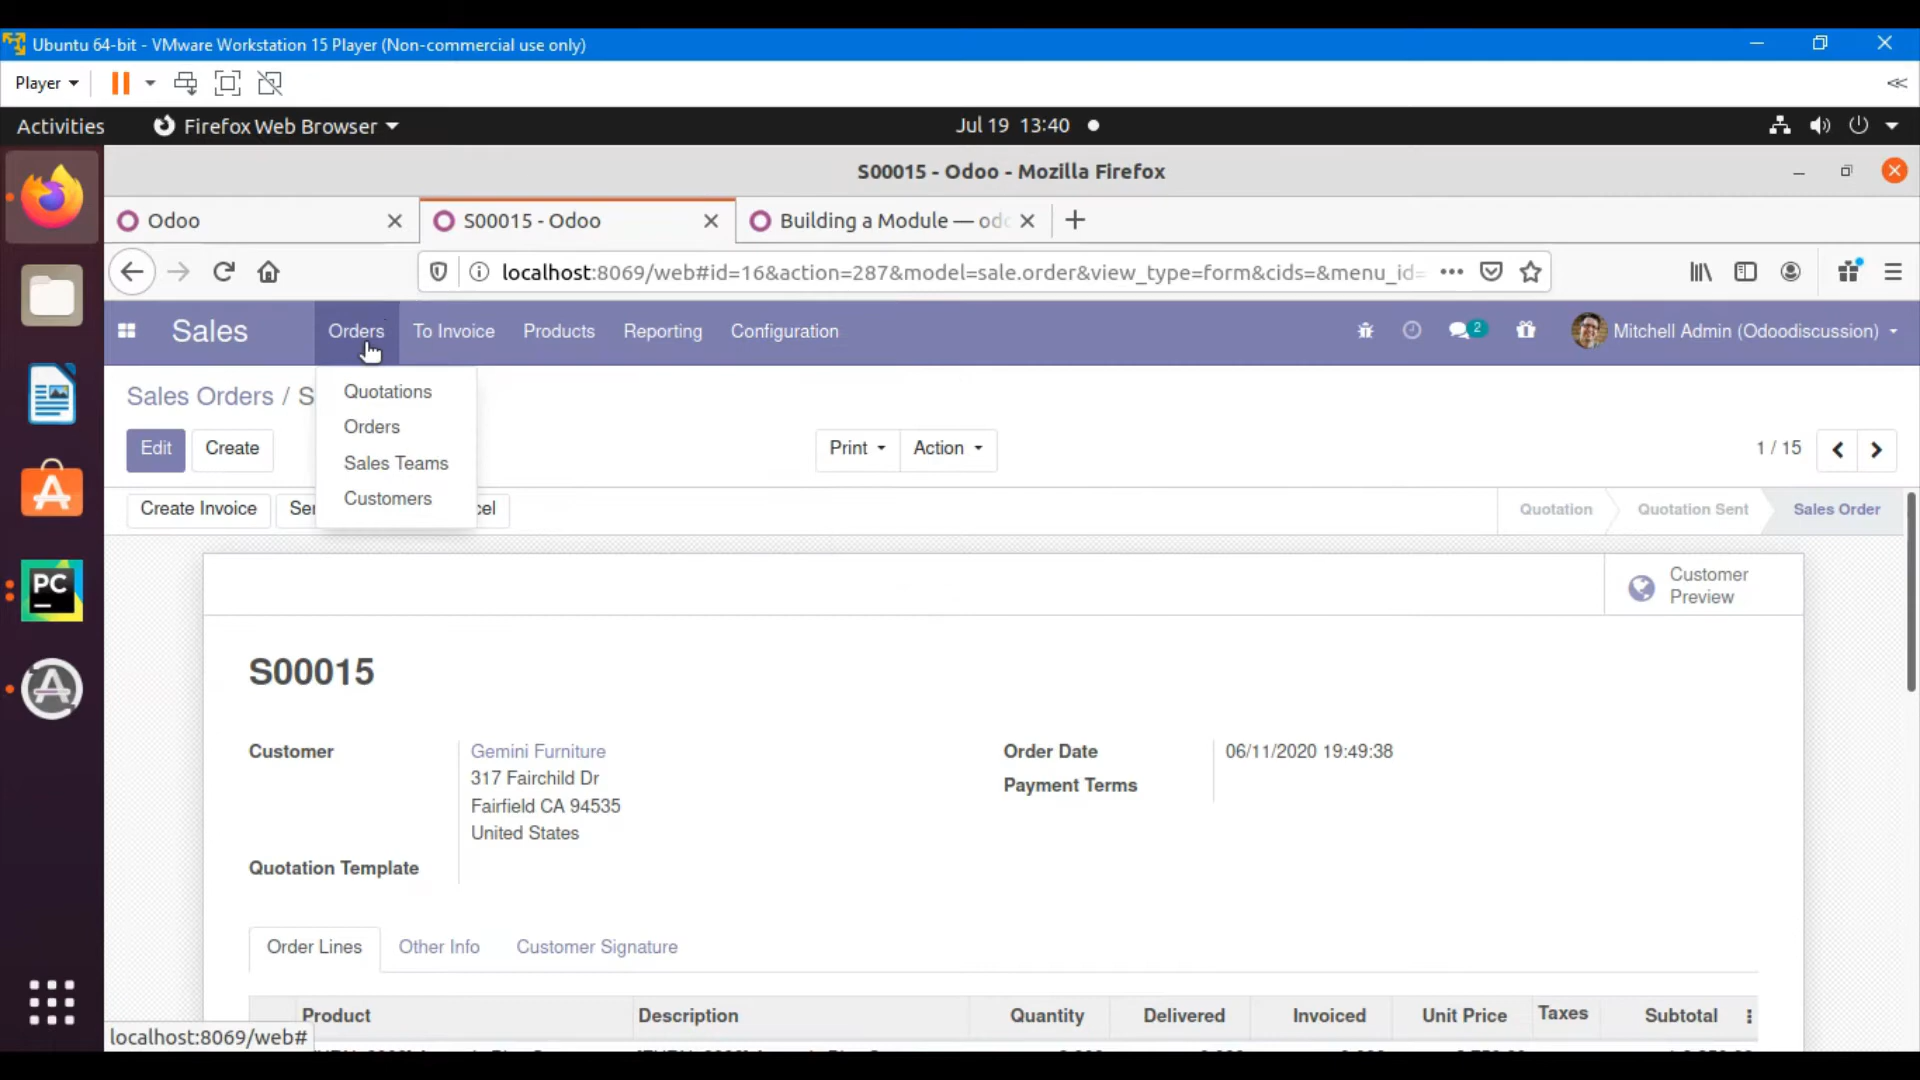 Ubuntu 64-bit - VMware Workstation 15 Player (Non-commercial use only)
Player
Activities
Firefox Web Browser
Jul 19 13:40
S00015 - Odoo - Mozilla Firefox
Odoo
S00015 - Odoo
Building a Module — odo
localhost:8069/web#id=16&action=287&model=sale.order&view_type=form&cids=&menu_id=
Sales
Orders
To Invoice
Products
Reporting
Configuration
2
Mitchell Admin (Odoodiscussion)
Sales Orders / S
Quotations
Orders
Sales Teams
Customers
Edit
Create
Print
Action
1 / 15
Create Invoice
Sen
cel
Quotation
Quotation Sent
Sales Order
Customer
Preview
S00015
Customer
Gemini Furniture
317 Fairchild Dr
Fairfield CA 94535
United States
Order Date
06/11/2020 19:49:38
Payment Terms
Quotation Template
Order Lines
Other Info
Customer Signature
Product
Description
Quantity
Delivered
Invoiced
Unit Price
Taxes
Subtotal
localhost:8069/web#